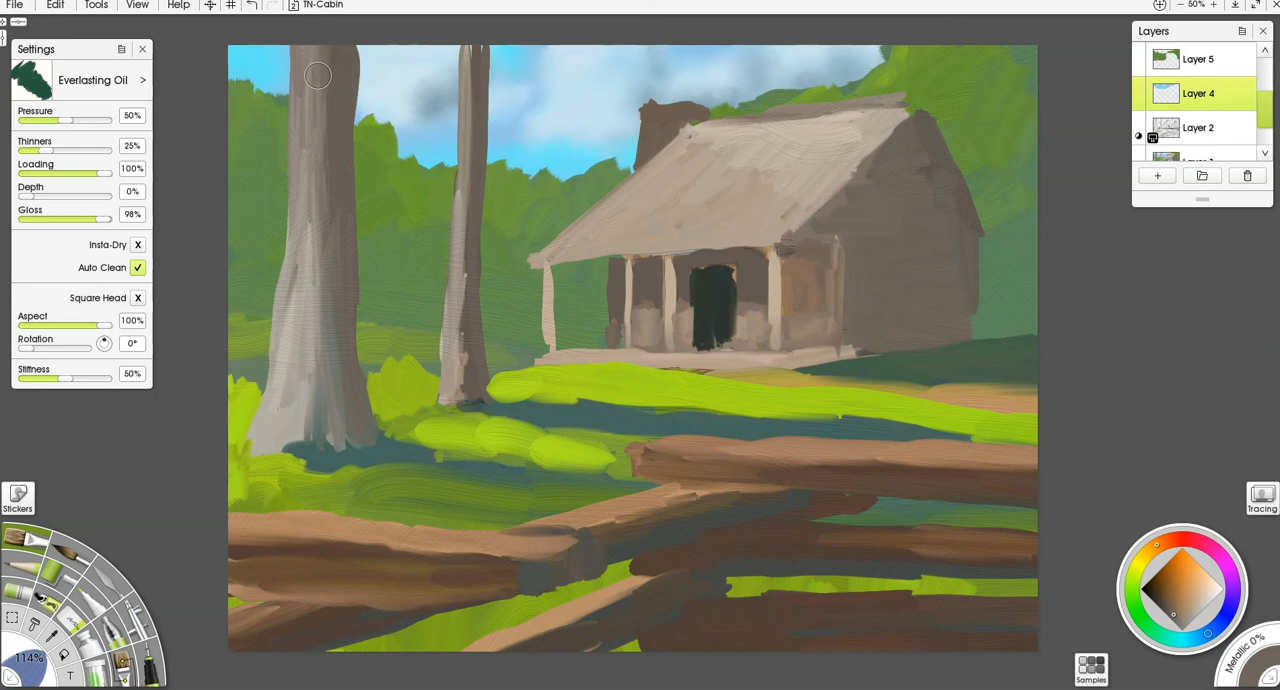 File Edit Tools View Help TN-Cabin 50%
Settings
Everlasting Oil >
Pressure 50%
Thinners 25%
Loading 100%
Depth 0%
Gloss 98%
Insta-Dry X
Auto Clean
Square Head X
Aspect 100%
Rotation 0°
Stiffness 50%
Stickers
114%
T
Layers
Layer 5
Layer 4
Layer 2
Tracing
Metallic 0%
Samples